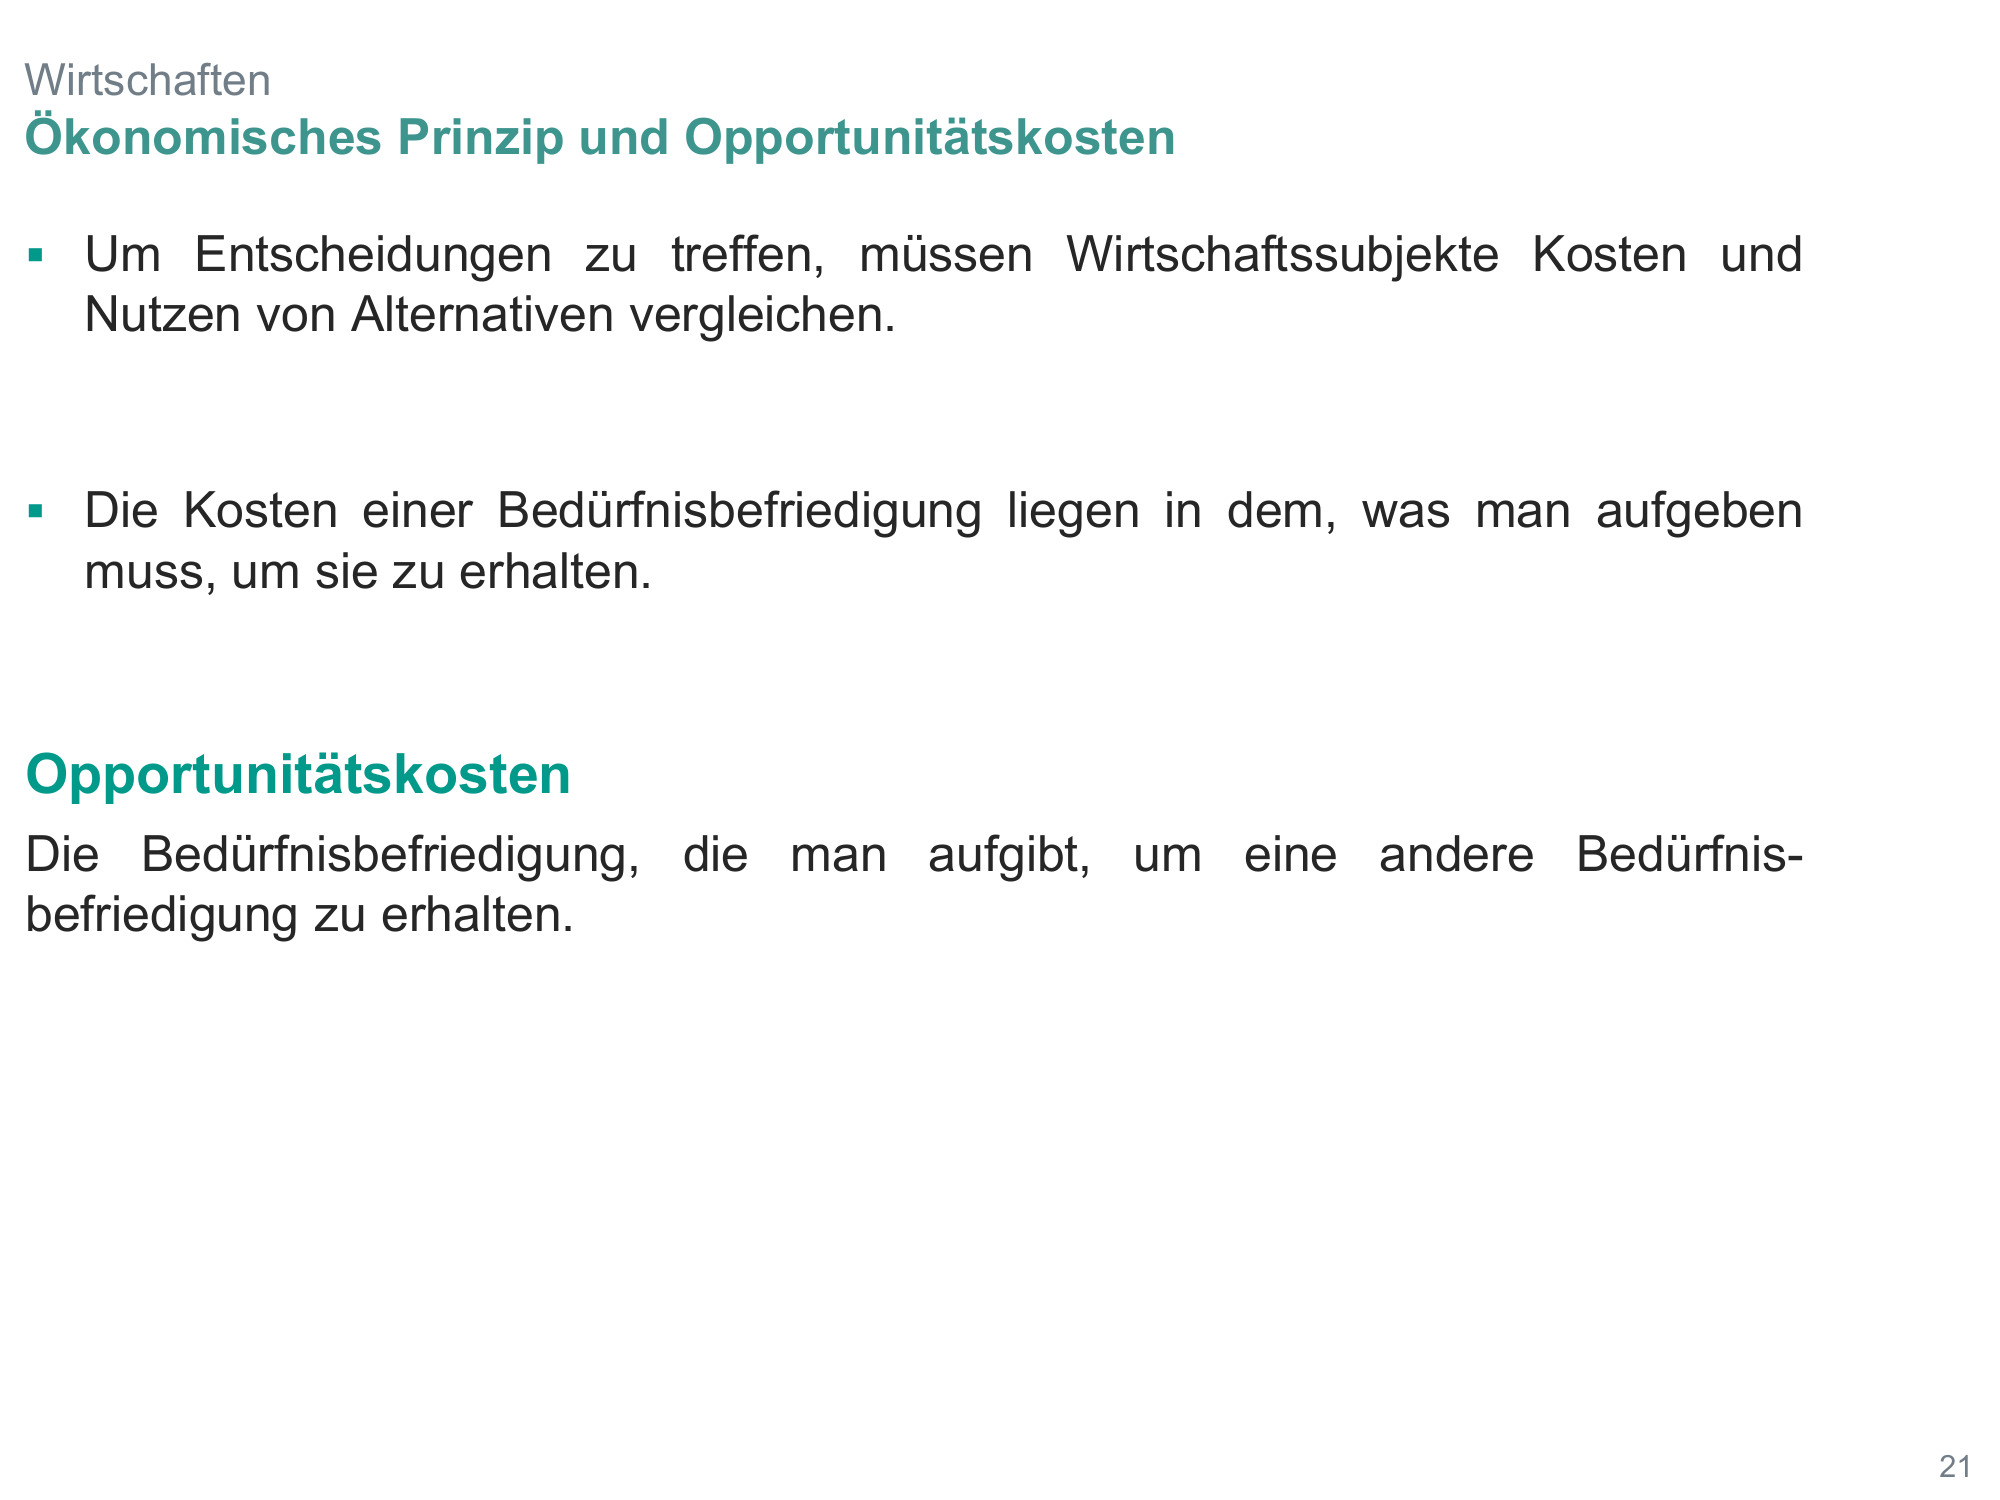 Wirtschaften
Ökonomisches Prinzip und Opportunitätskosten
▪ Um Entscheidungen zu treffen, müssen Wirtschaftssubjekte Kosten und
Nutzen von Alternativen vergleichen.
▪ Die Kosten einer Bedürfnisbefriedigung liegen in dem, was man aufgeben
muss, um sie zu erhalten.
Opportunitätskosten
Die Bedürfnisbefriedigung, die man aufgibt, um eine andere Bedürfnis-
befriedigung zu erhalten.
21